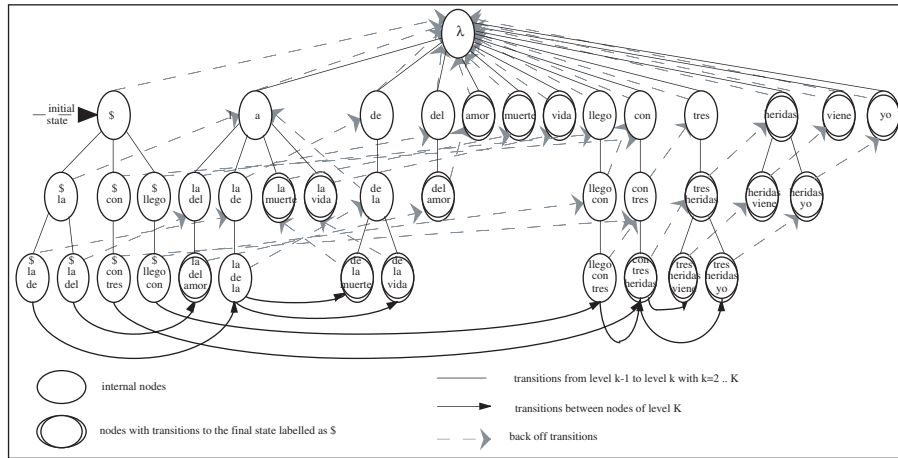 λ
initial
state
$ a de del amor muerte vida llego con tres heridas viene yo
$ $ $ la la la la de del llego con tres heridas heridas
la con llego del de muerte vida la amor con tres heridas viene yo
$ $ $ $ la la de de llego con tres tres
la la con llego del de la la con tres heridas heridas
de del tres con amor la muerte vida tres heridas viene yo
internal nodes
nodes with transitions to the final state labelled as $
transitions from level k-1 to level k with k=2 .. K
transitions between nodes of level K
back off transitions